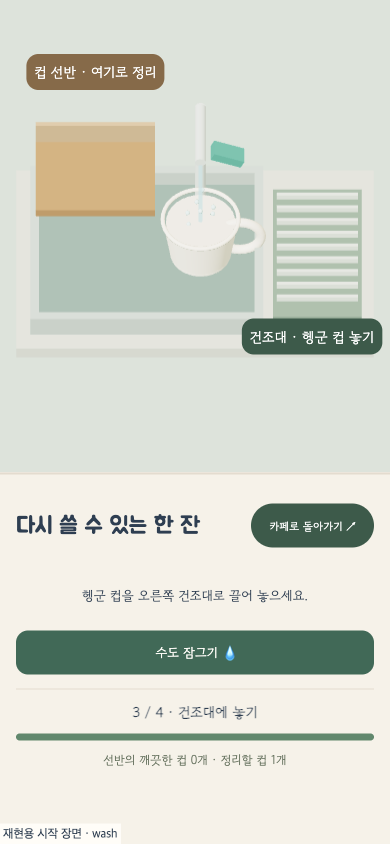 컵 선반 · 여기로 정리
건조대 · 헹군 컵 놓기
다시 쓸 수 있는 한 잔
카페로 돌아가기 ↗
헹군 컵을 오른쪽 건조대로 끌어 놓으세요.
수도 잠그기 💧
3 / 4 · 건조대에 놓기
선반의 깨끗한 컵 0개 · 정리할 컵 1개
재현용 시작 장면 · wash